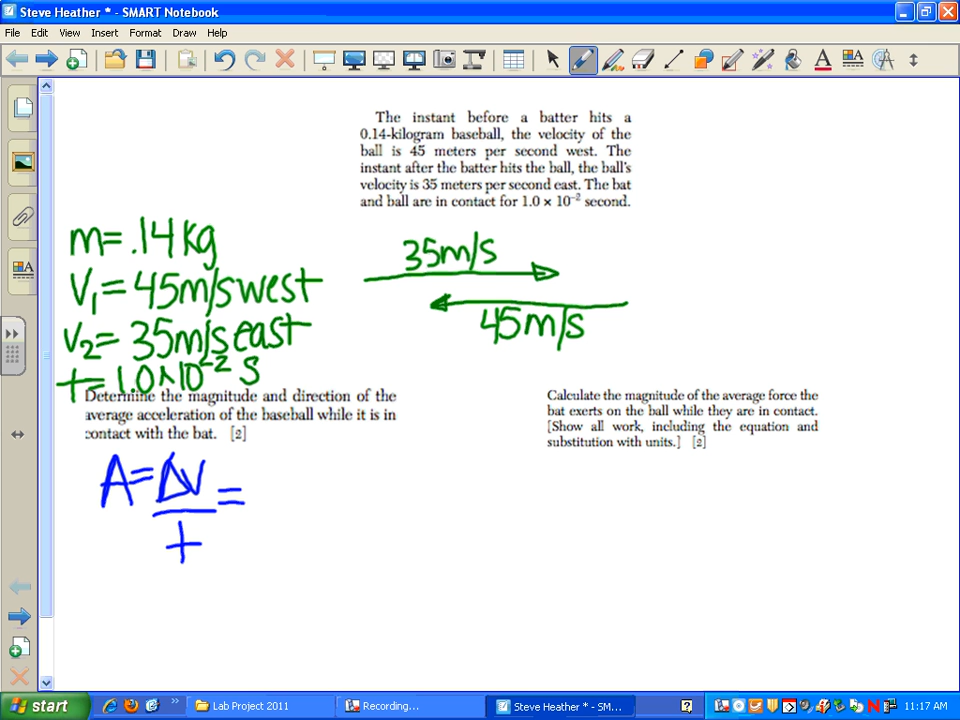 Steve Heather * - SMART Notebook
File Edit View Insert Format Draw Help
The instant before a batter hits a
0.14-kilogram baseball, the velocity of the
ball is 45 meters per second west. The
instant after the batter hits the ball, the ball's
velocity is 35 meters per second east. The bat
and ball are in contact for 1.0 × 10⁻² second.
m= .14 kg
V₁= 45m/s west
V₂= 35m/s east
t= 1.0×10⁻² s
35m/s
45m/s
Determine the magnitude and direction of the
average acceleration of the baseball while it is in
contact with the bat. [2]
A= Δv =
t
Calculate the magnitude of the average force the
bat exerts on the ball while they are in contact.
[Show all work, including the equation and
substitution with units.] [2]
start
Lab Project 2011
Recording...
Steve Heather * - SM...
11:17 AM